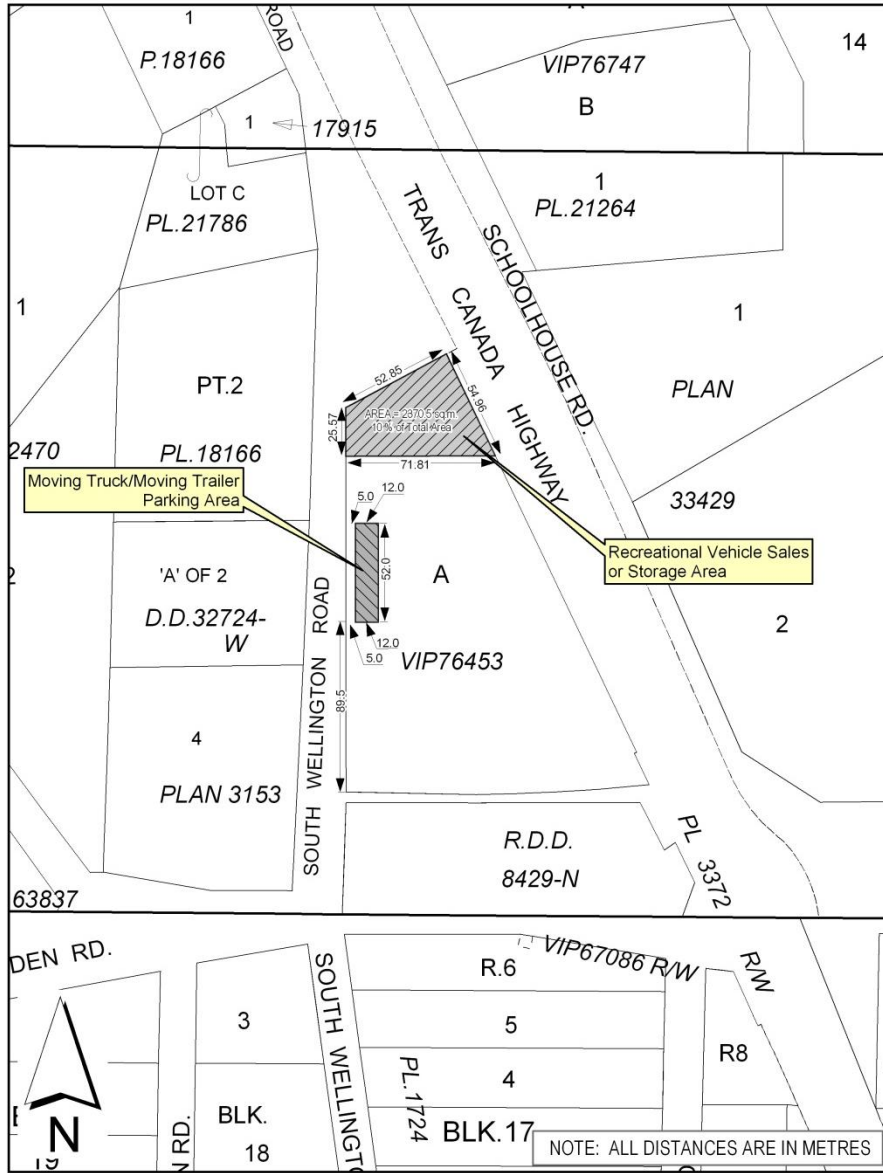 1
P.18166
ROAD
VIP76747
14
B
1
17915
LOT C
PL.21786
TRANS CANADA HIGHWAY
SCHOOLHOUSE RD.
1
PL.21264
1
1
PT.2
PL.18166
2470
PLAN
33429
52.85
54.96
25.57
AREA = 2370.5 sq.m.
10 % of Total Area
71.81
Moving Truck/Moving Trailer
Parking Area
Recreational Vehicle Sales
or Storage Area
5.0
12.0
52.0
A
'A' OF 2
D.D.32724-
W
2
2
12.0
5.0
VIP76453
89.5
SOUTH WELLINGTON ROAD
4
PLAN 3153
R.D.D.
8429-N
PL 3372
63837
DEN RD.
SOUTH WELLINGTO
R.6
VIP67086 R/W
R/W
3
5
R8
PL.1724
4
N
N RD.
BLK.
18
BLK.17
19
NOTE: ALL DISTANCES ARE IN METRES